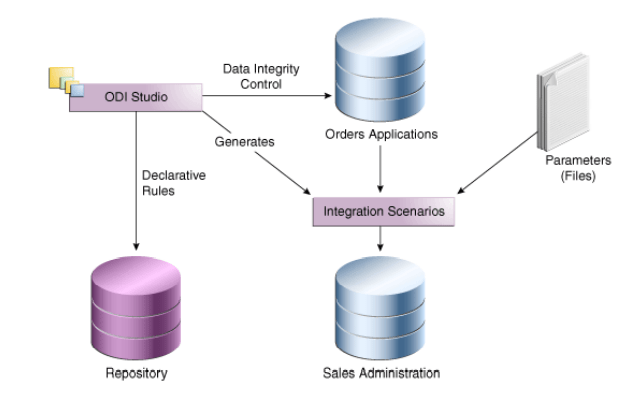 Data Integrity
Control
ODI Studio
Orders Applications
Generates
Parameters
(Files)
Declarative
Rules
Integration Scenarios
Repository
Sales Administration